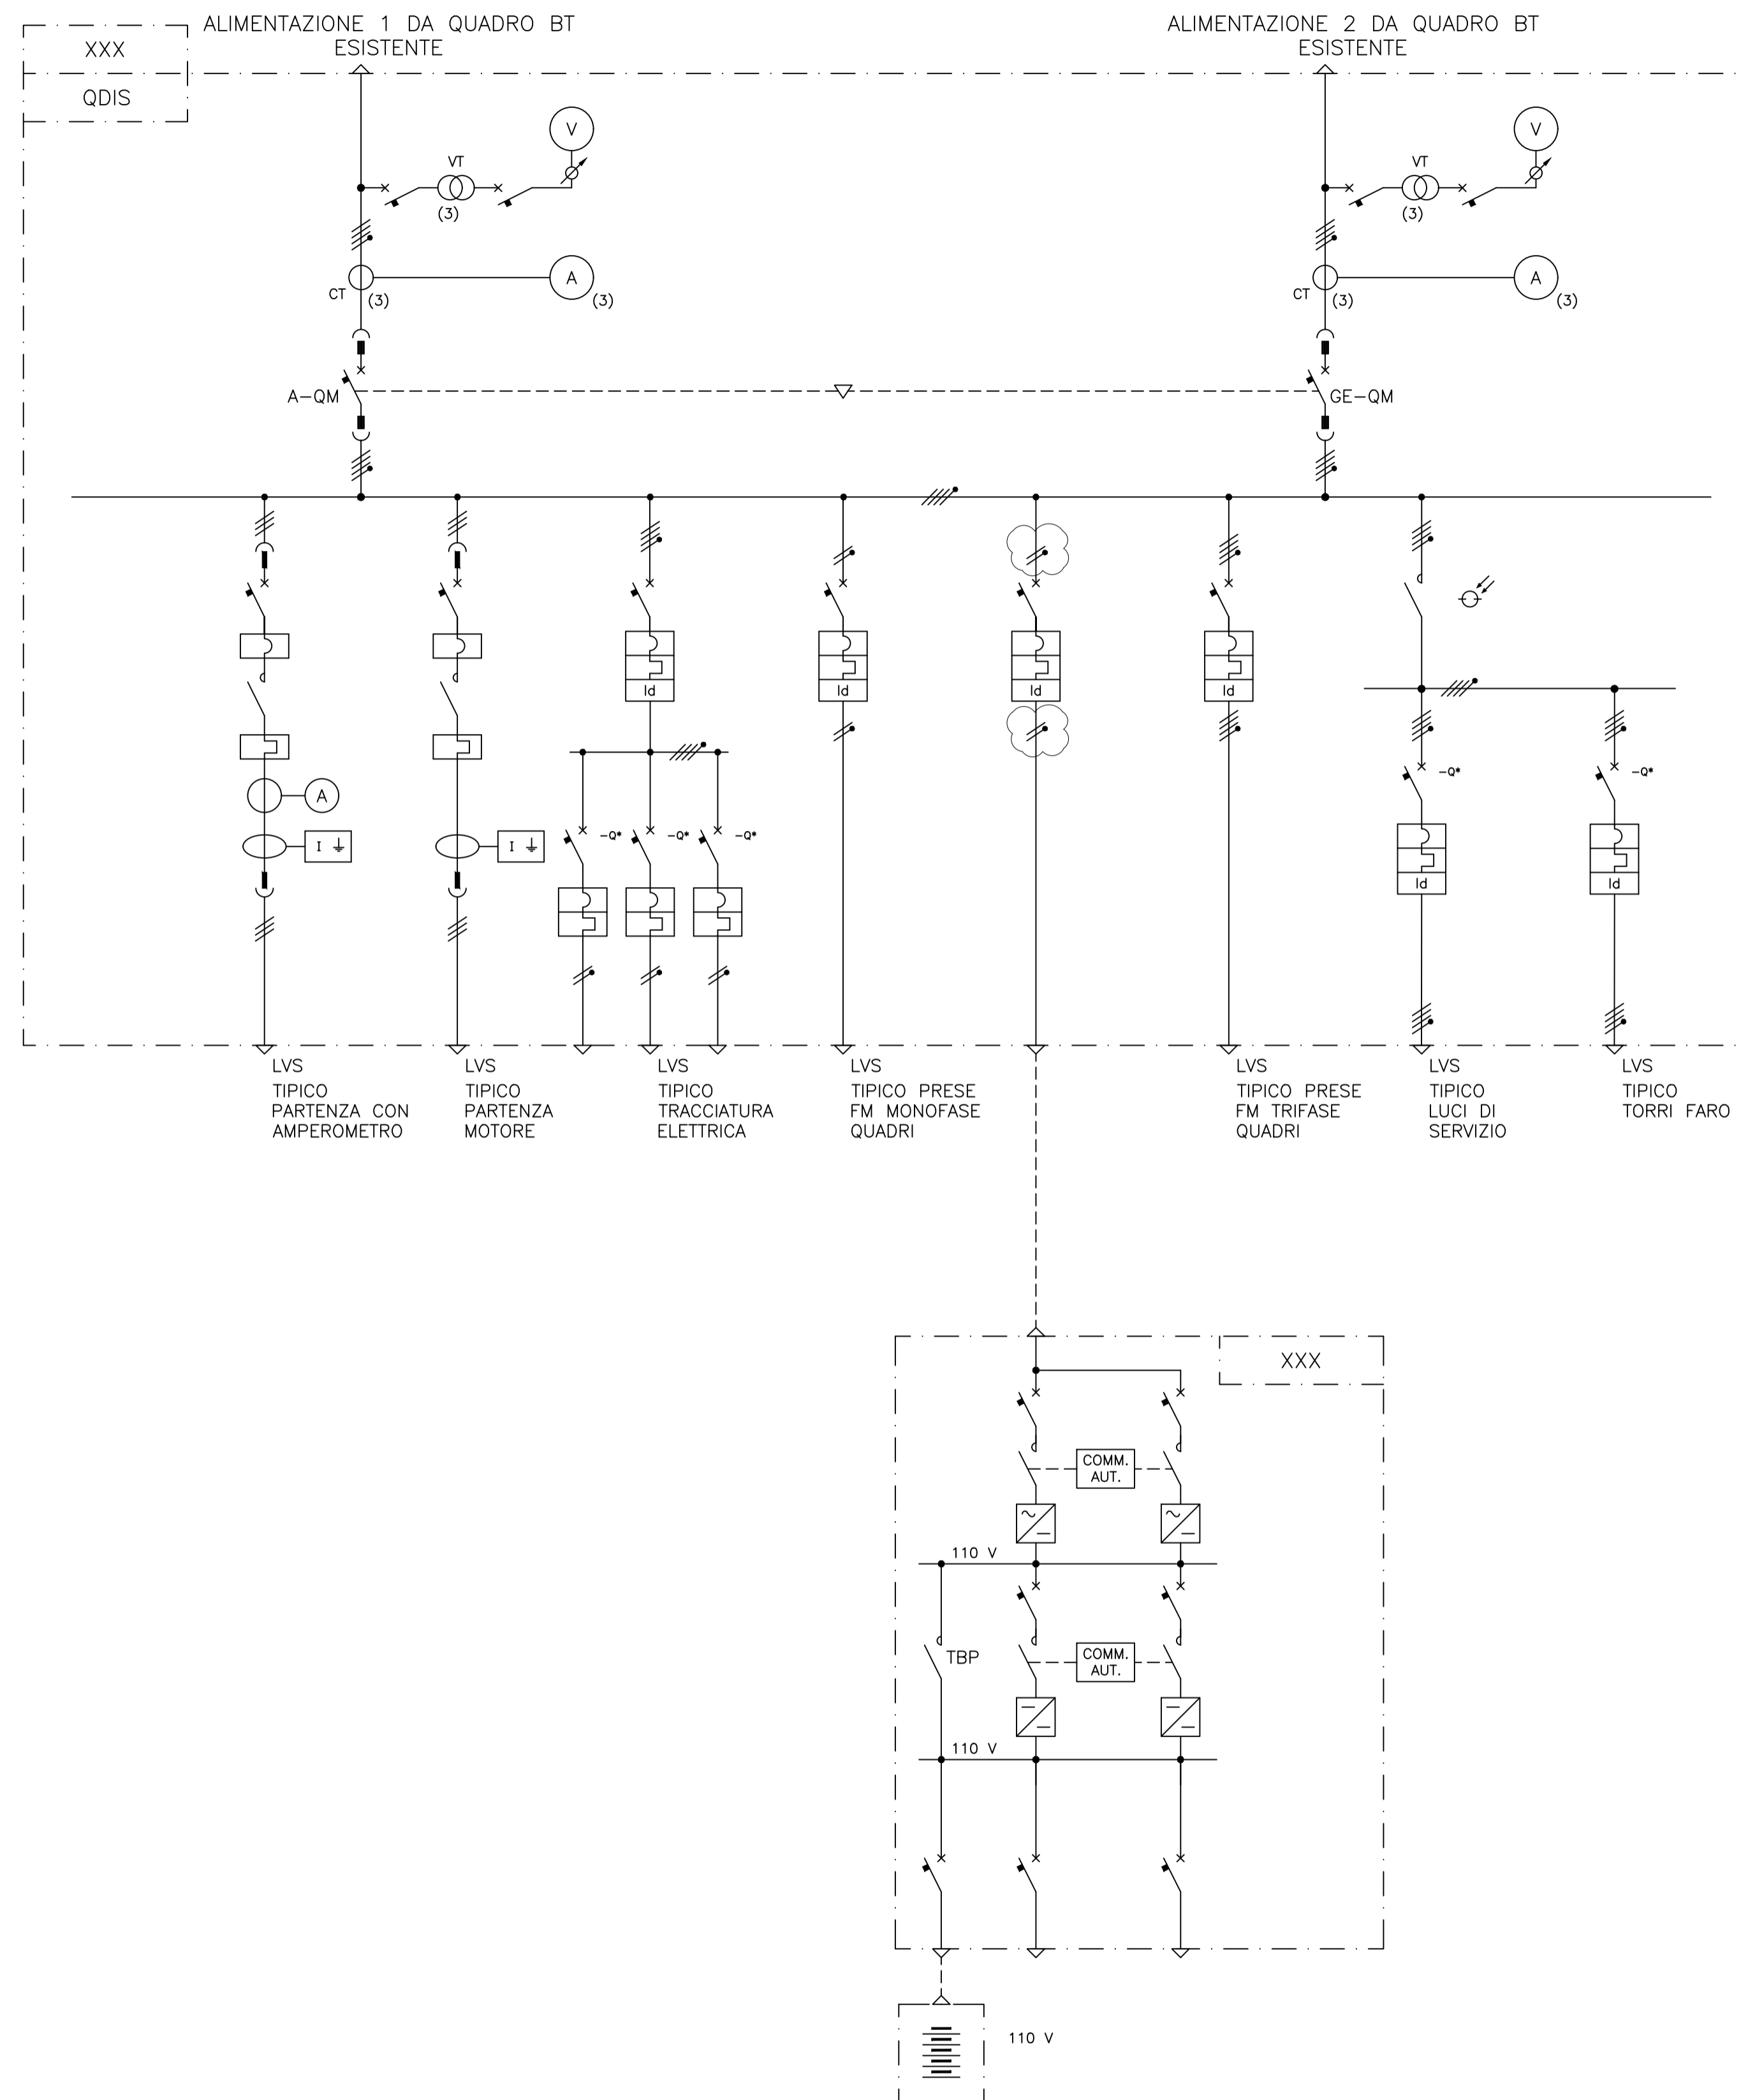 ALIMENTAZIONE 1 DA QUADRO BT
ESISTENTE
ALIMENTAZIONE 2 DA QUADRO BT
ESISTENTE
XXX
QDIS
V
VT
(3)
V
VT
(3)
A
CT
(3)
(3)
A
CT
(3)
(3)
A-QM
GE-QM
Id
Id
Id
Id
A
I
I
-Q*
-Q*
-Q*
-Q*
-Q*
Id
Id
LVS
TIPICO
PARTENZA CON
AMPEROMETRO
LVS
TIPICO
PARTENZA
MOTORE
LVS
TIPICO
TRACCIATURA
ELETTRICA
LVS
TIPICO PRESE
FM MONOFASE
QUADRI
LVS
TIPICO PRESE
FM TRIFASE
QUADRI
LVS
TIPICO
LUCI DI
SERVIZIO
LVS
TIPICO
TORRI FARO
XXX
COMM.
AUT.
110 V
TBP
COMM.
AUT.
110 V
110 V